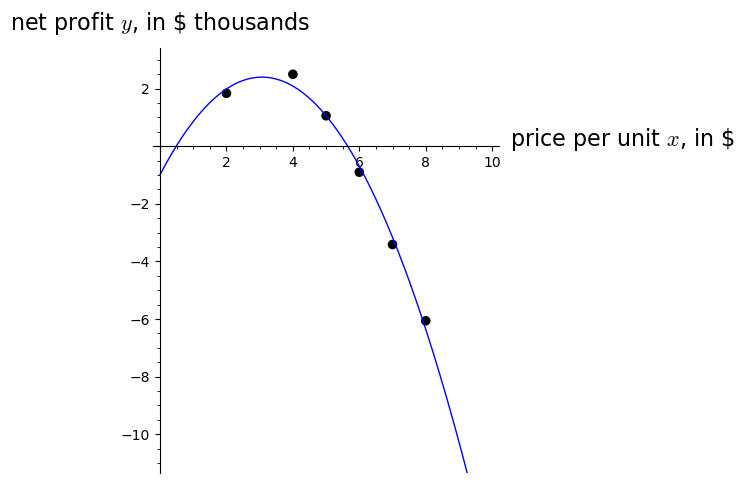 net profit y, in $ thousands
2
price per unit x, in $
2 4 6 8 10
−2
−4
−6
−8
−10